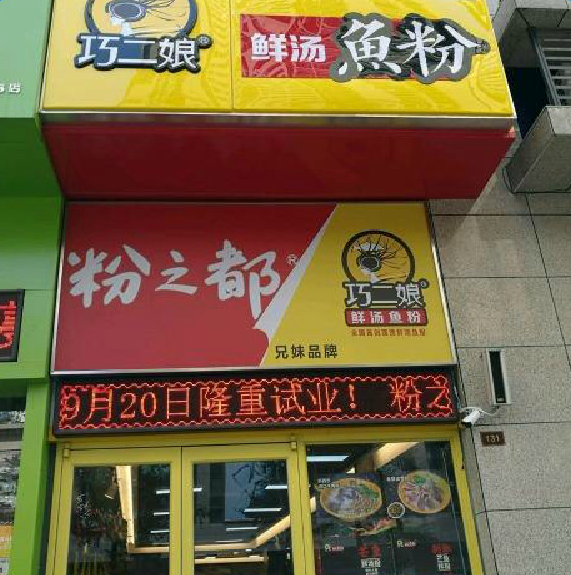 巧二娘®
鲜汤魚粉
粉之都®
巧二娘®
鲜汤鱼粉
兄妹品牌
9月20日隆重试业！ 粉之
131